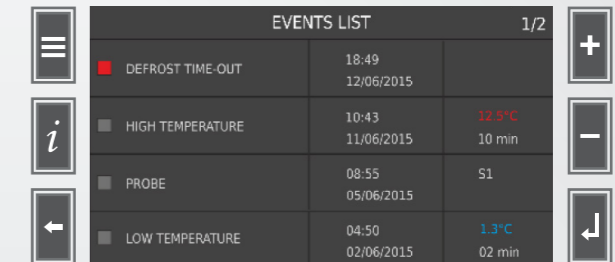 EVENTS LIST 1/2
DEFROST TIME-OUT 18:49
12/06/2015
HIGH TEMPERATURE 10:43 12.5°C
11/06/2015 10 min
PROBE 08:55 S1
05/06/2015
LOW TEMPERATURE 04:50 1.3°C
02/06/2015 02 min
i
+
-